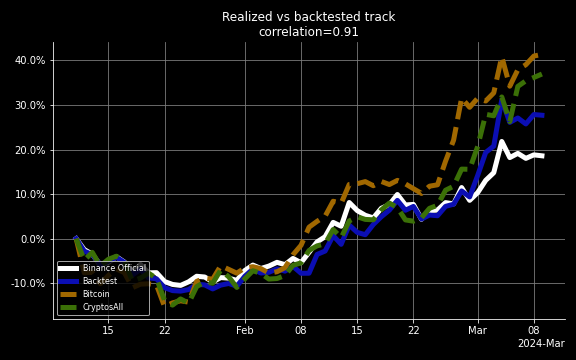 Realized vs backtested track
correlation=0.91
40.0%
30.0%
20.0%
10.0%
0.0%
-10.0%
Binance Official
Backtest
Bitcoin
CryptosAll
15
22
Feb
08
15
22
Mar
08
2024-Mar